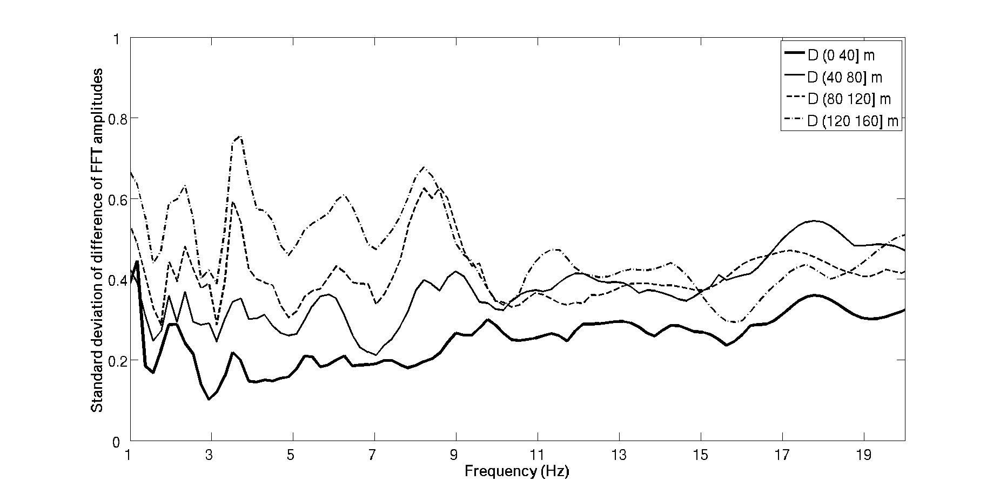 Standard deviation of difference of FFT amplitudes
1
0.8
0.6
0.4
0.2
0
D (0 40] m
D (40 80] m
D (80 120] m
D (120 160] m
1 3 5 7 9 11 13 15 17 19
Frequency (Hz)